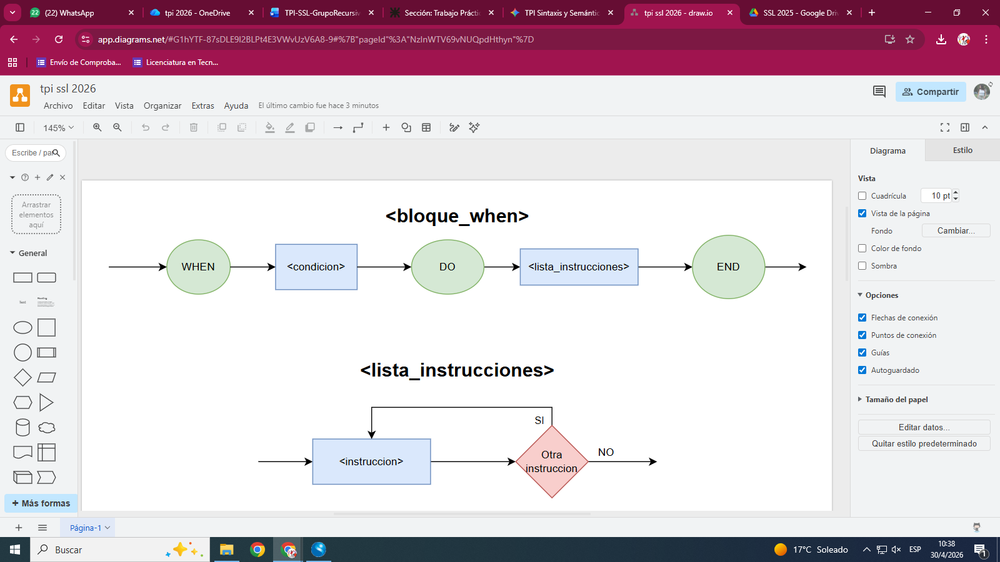 22
(22) WhatsApp
tpi 2026 - OneDrive
TPI-SSL-GrupoRecursiv
Sección: Trabajo Práctic
TPI Sintaxis y Semántic
tpi ssl 2026 - draw.io
SSL 2025 - Google Driv
app.diagrams.net/#G1hYTF-87sDLE9I2BLPt4E3VWvUzV6A8-9#%7B"pageId"%3A"NzInWTV69vNUQpdHthyn"%7D
Envío de Comproba...
Licenciatura en Tecn...
tpi ssl 2026
Archivo Editar Vista Organizar Extras Ayuda El último cambio fue hace 3 minutos
Compartir
145%
Escribe / pa
Arrastrar
elementos
aquí
General
Text
Heading
+ Más formas
<bloque_when>
WHEN
<condicion>
DO
<lista_instrucciones>
END
<lista_instrucciones>
SI
<instruccion>
Otra
instruccion
NO
Diagrama
Estilo
Vista
Cuadrícula
10 pt
Vista de la página
Fondo
Cambiar...
Color de fondo
Sombra
Opciones
Flechas de conexión
Puntos de conexión
Guías
Autoguardado
Tamaño del papel
Editar datos...
Quitar estilo predeterminado
Página-1
Buscar
17°C Soleado
ESP
10:38
30/4/2026
1